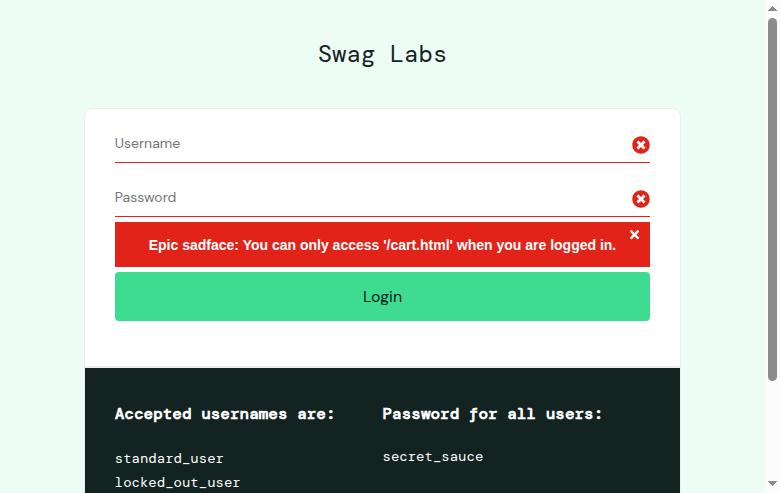 Swag Labs
Username
Password
Epic sadface: You can only access '/cart.html' when you are logged in.
Login
Accepted usernames are:
standard_user
locked_out_user
Password for all users:
secret_sauce